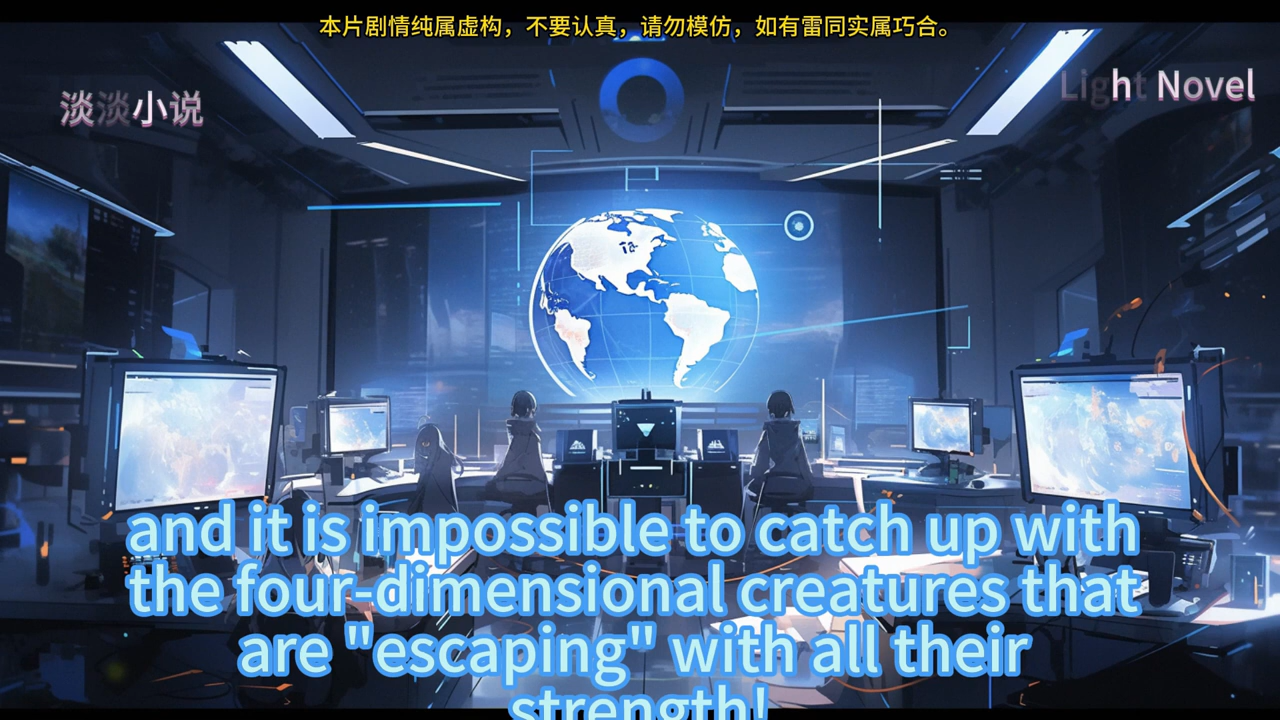 本片剧情纯属虚构，不要认真，请勿模仿，如有雷同实属巧合。
淡淡小说
Light Novel
and it is impossible to catch up with
the four-dimensional creatures that
are "escaping" with all their
strength!